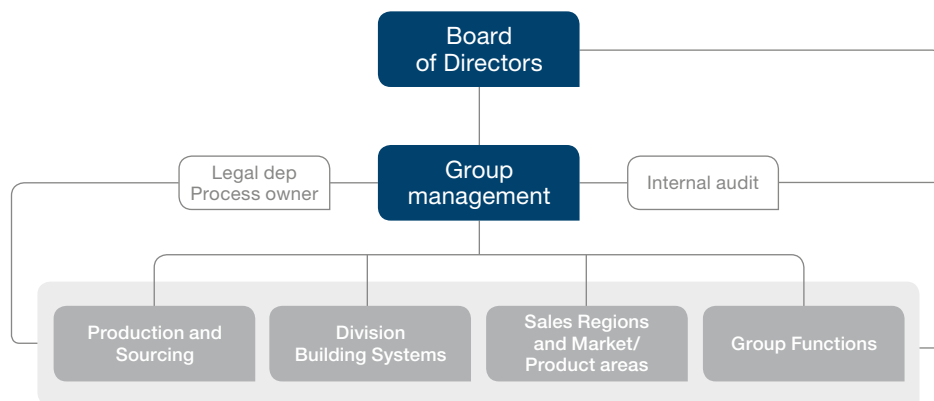 Board
of Directors
Legal dep
Process owner
Group
management
Internal audit
Production and
Sourcing
Division
Building Systems
Sales Regions
and Market/
Product areas
Group Functions